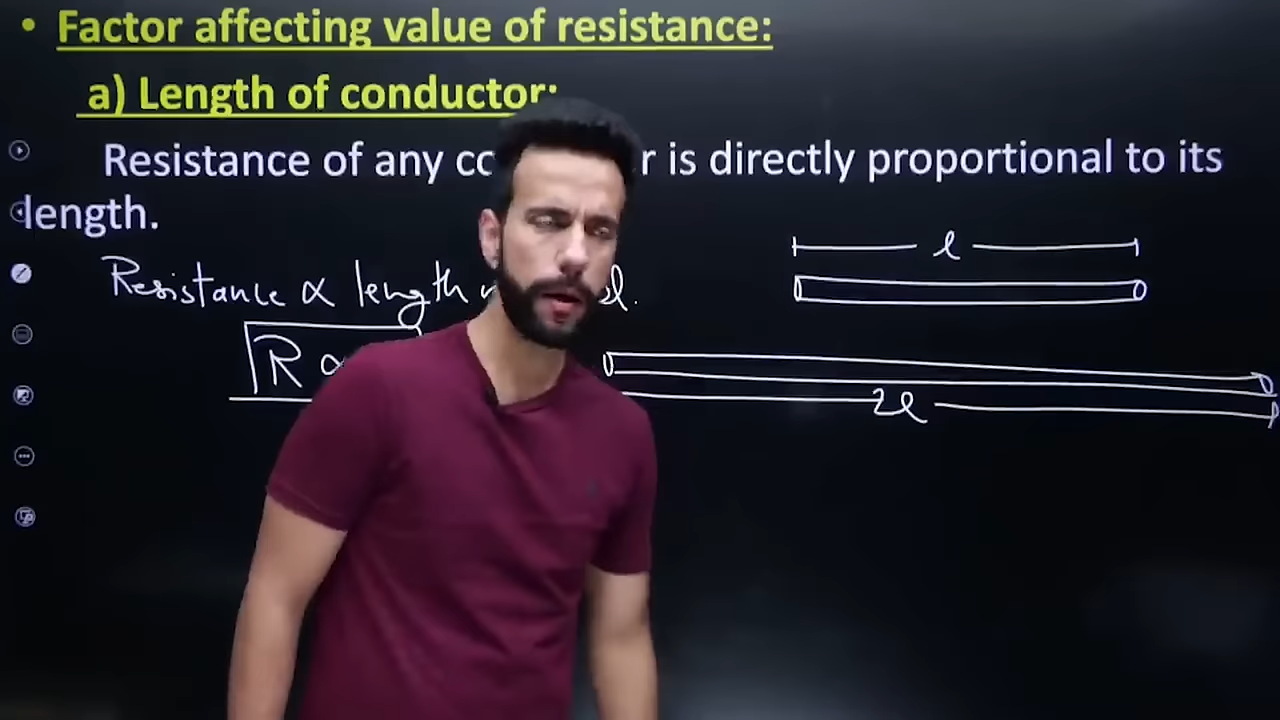 • Factor affecting value of resistance:
a) Length of conductor:
Resistance of any r is directly proportional to its
length.
l
Resistance ∝ length l.
R ∝
2l